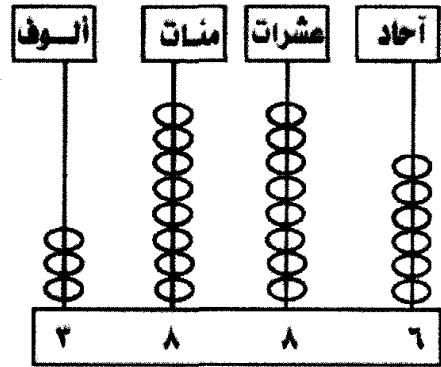 آحاد عشرات مئات ألوف
٣ ٨ ٨ ٦